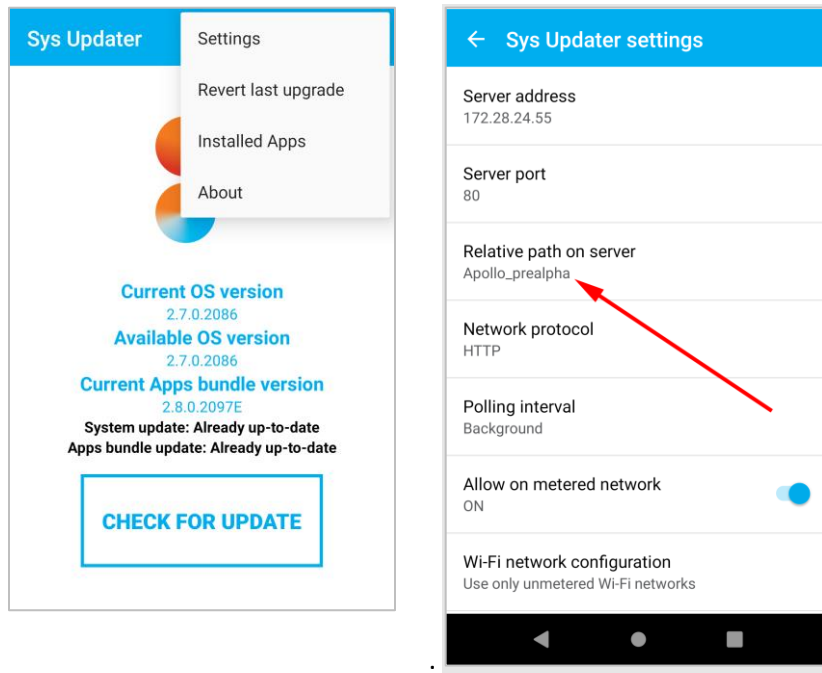 Sys Updater
Settings
Revert last upgrade
Installed Apps
About
Current OS version
2.7.0.2086
Available OS version
2.7.0.2086
Current Apps bundle version
2.8.0.2097E
System update: Already up-to-date
Apps bundle update: Already up-to-date
CHECK FOR UPDATE
.
Sys Updater settings
Server address
172.28.24.55
Server port
80
Relative path on server
Apollo_prealpha
Network protocol
HTTP
Polling interval
Background
Allow on metered network
ON
Wi-Fi network configuration
Use only unmetered Wi-Fi networks